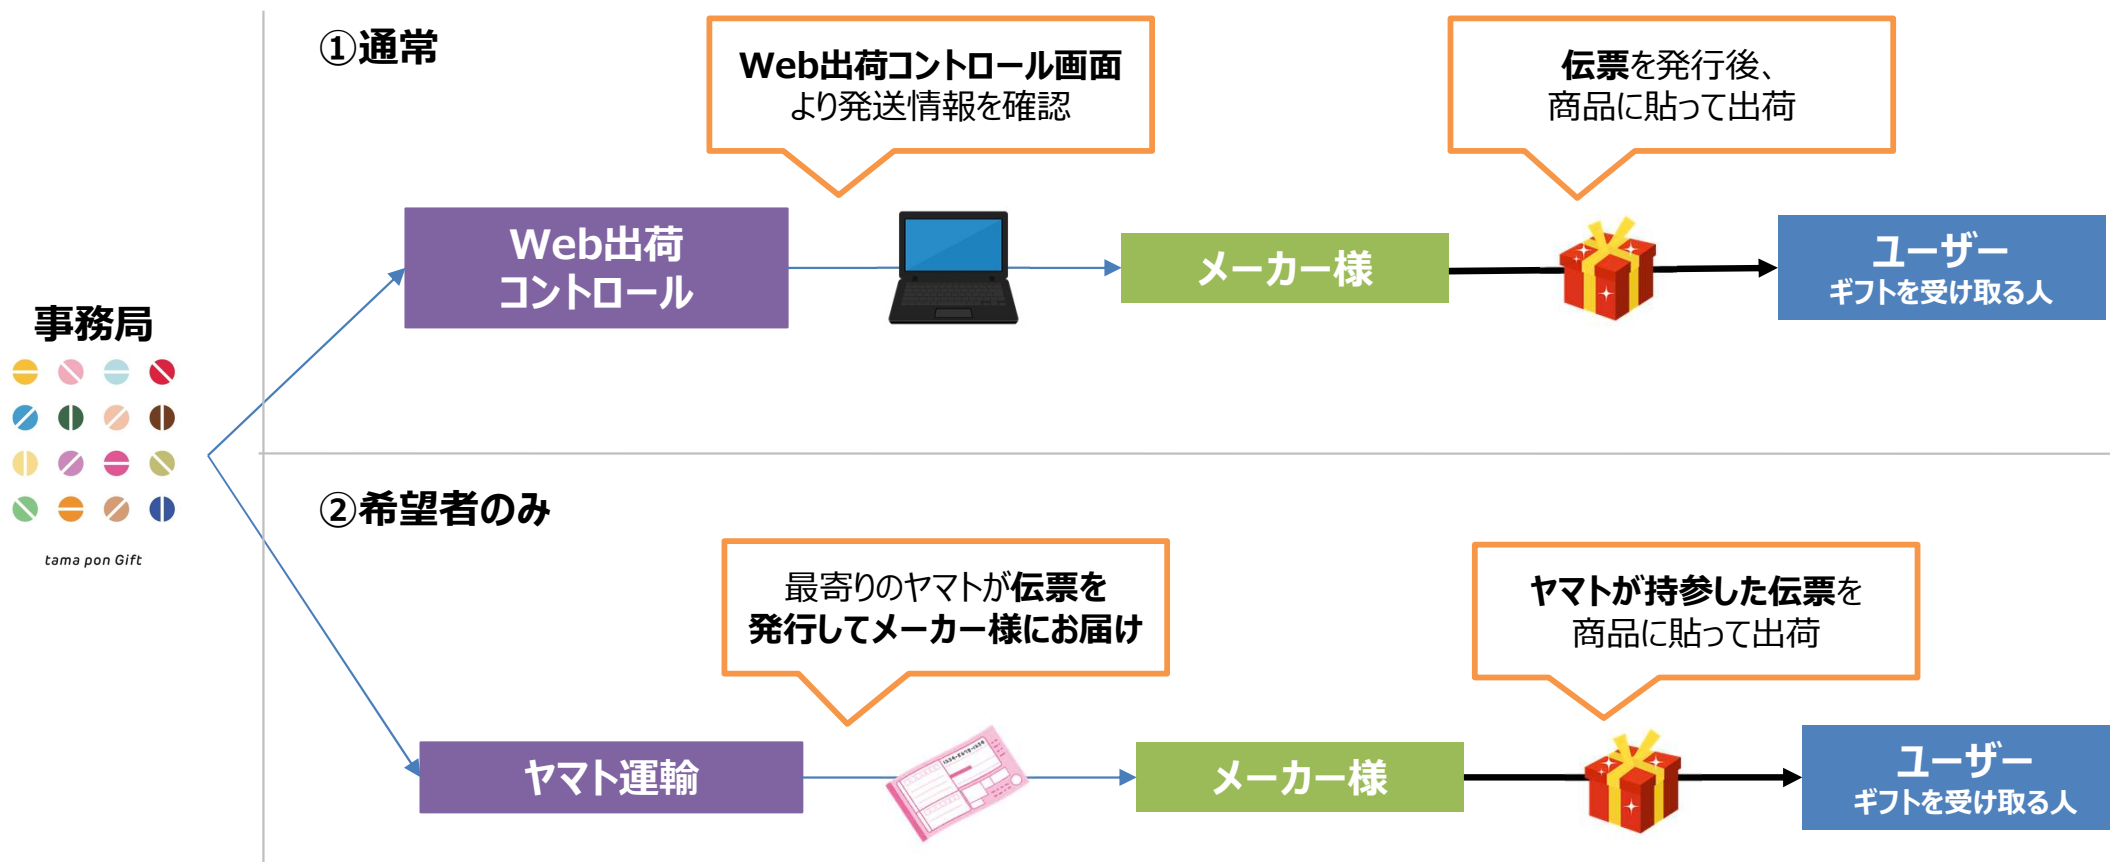 ①通常
Web出荷コントロール画面
より発送情報を確認
伝票を発行後、
商品に貼って出荷
Web出荷
コントロール
メーカー様
ユーザー
ギフトを受け取る人
事務局
tama pon Gift
②希望者のみ
最寄りのヤマトが伝票を
発行してメーカー様にお届け
ヤマトが持参した伝票を
商品に貼って出荷
ヤマト運輸
メーカー様
ユーザー
ギフトを受け取る人